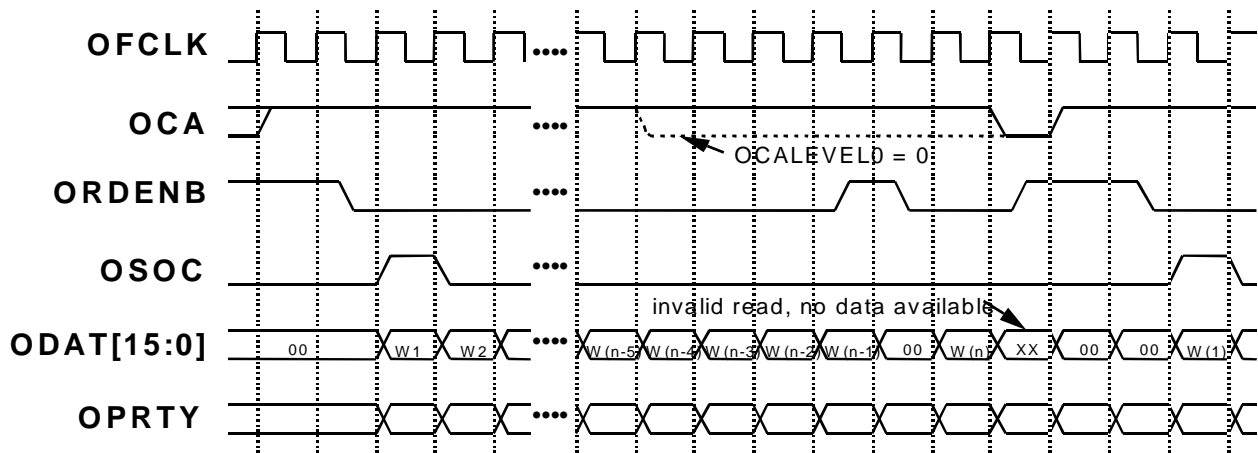 OFCLK
OCA
OCALEVEL0 = 0
ORDENB
OSOC
invalid read, no data available
ODAT[15:0] 00 W1 W2 W(n-5) W(n-4) W(n-3) W(n-2) W(n-1) 00 W(n) XX 00 00 W(1)
OPRTY